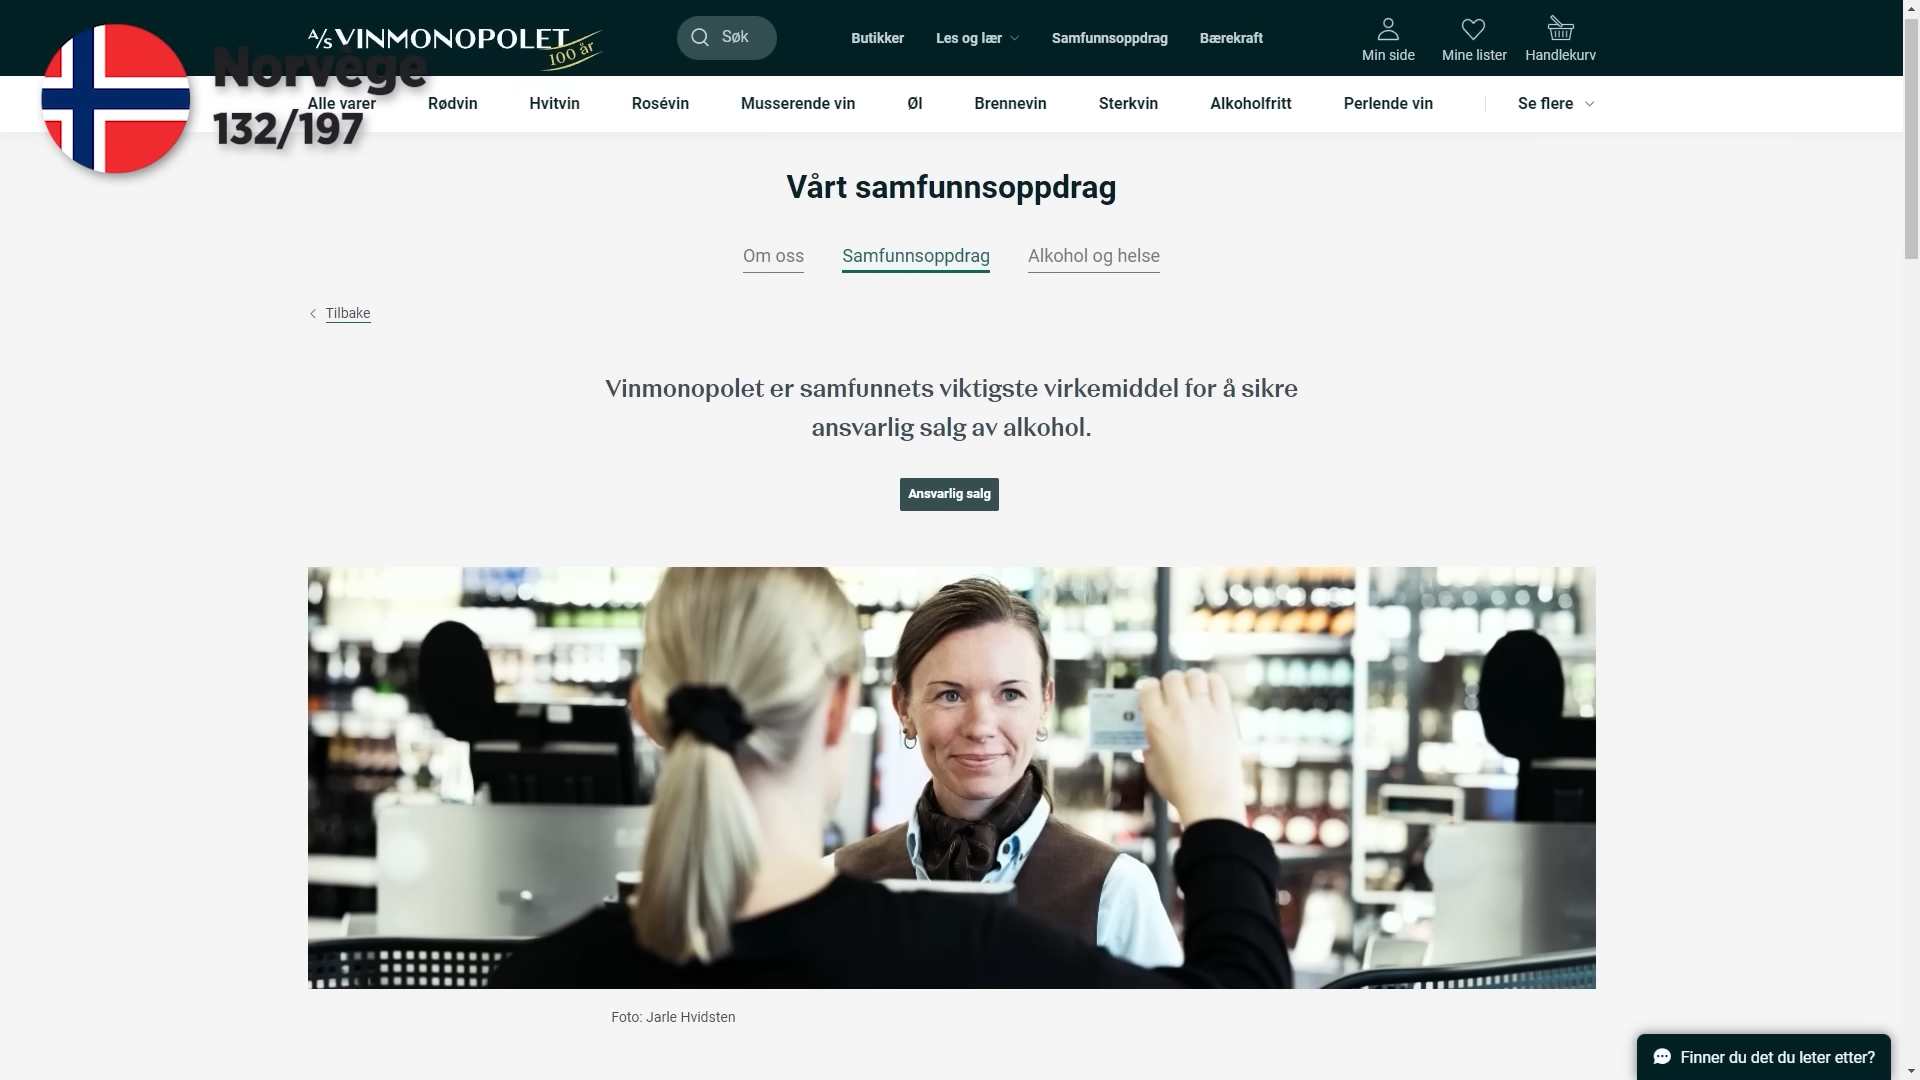 A/S VINMONOPOLET
100 år
Søk
Butikker
Les og lær
Samfunnsoppdrag
Bærekraft
Min side
Mine lister
Handlekurv
Norvège
132/197
Alle varer
Rødvin
Hvitvin
Rosévin
Musserende vin
Øl
Brennevin
Sterkvin
Alkoholfritt
Perlende vin
Se flere
Vårt samfunnsoppdrag
Om oss
Samfunnsoppdrag
Alkohol og helse
Tilbake
Vinmonopolet er samfunnets viktigste virkemiddel for å sikre
ansvarlig salg av alkohol.
Ansvarlig salg
Foto: Jarle Hvidsten
Finner du det du leter etter?